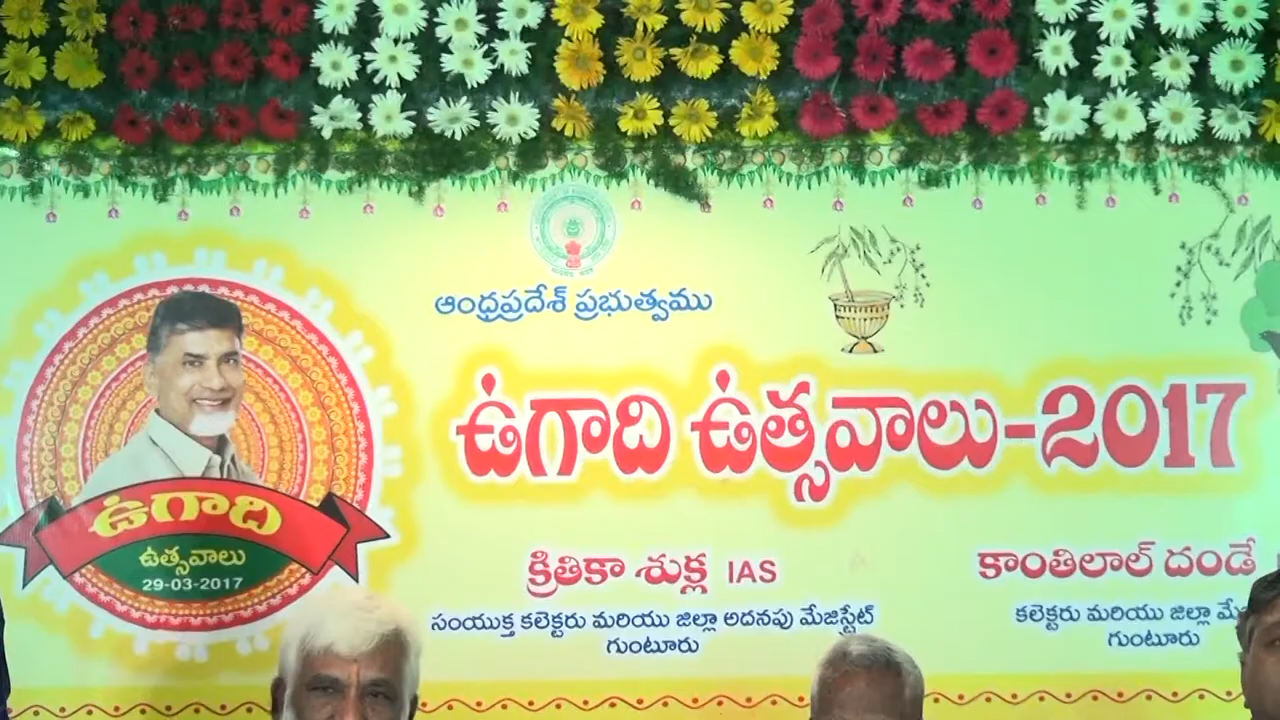 ఆంధ్రప్రదేశ్ ప్రభుత్వము
ఉగాది ఉత్సవాలు-2017
ఉగాది
ఉత్సవాలు
29-03-2017
క్రితికా శుక్ల IAS
సంయుక్త కలెక్టరు మరియు జిల్లా అదనపు మేజిస్ట్రేట్
గుంటూరు
కాంతిలాల్ దండే
కలెక్టరు మరియు జిల్లా
గుంటూరు